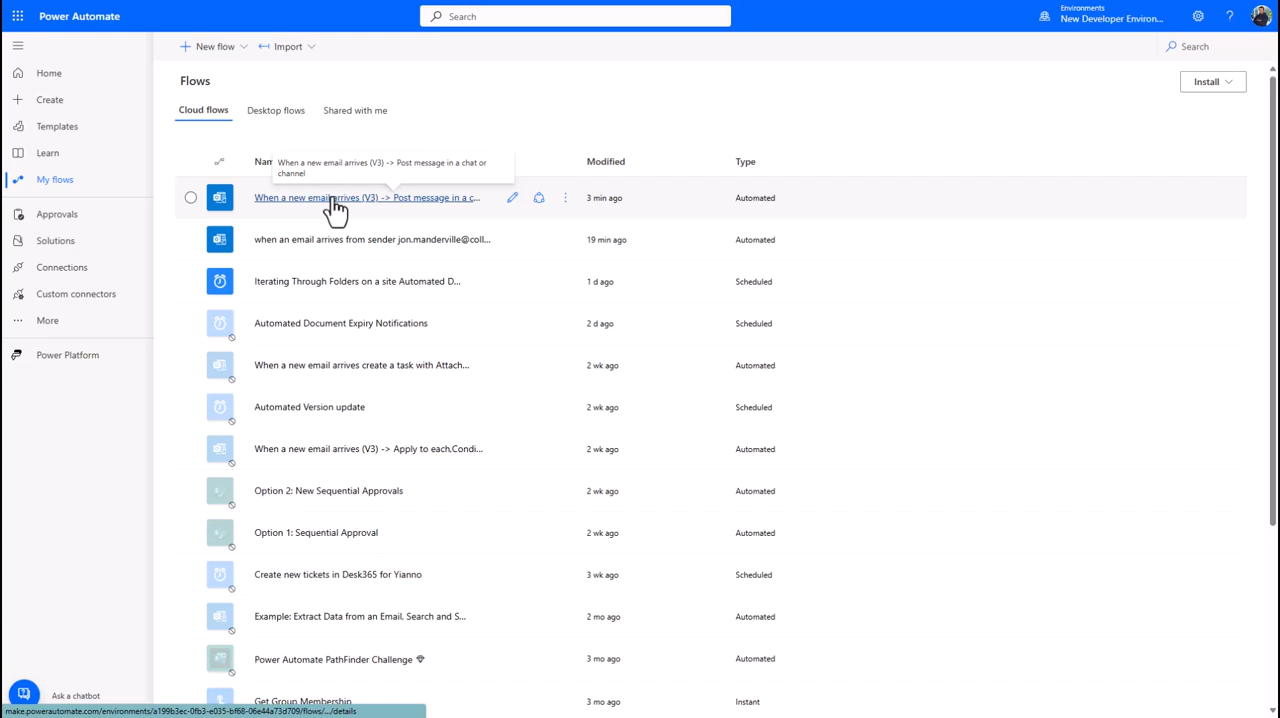 Power Automate
Search
Environments
New Developer Environ...
New flow
Import
Search
Home
Create
Templates
Learn
My flows
Approvals
Solutions
Connections
Custom connectors
More
Power Platform
Ask a chatbot
Flows
Install
Cloud flows
Desktop flows
Shared with me
Modified
Type
When a new email arrives (V3) -> Post message in a chat or
channel
When a new email arrives (V3) -> Post message in a c... 3 min ago Automated
when an email arrives from sender jon.manderville@coll... 19 min ago Automated
Iterating Through Folders on a site Automated D... 1 d ago Scheduled
Automated Document Expiry Notifications 2 d ago Scheduled
When a new email arrives create a task with Attach... 2 wk ago Automated
Automated Version update 2 wk ago Scheduled
When a new email arrives (V3) -> Apply to each,Condi... 2 wk ago Automated
Option 2: New Sequential Approvals 2 wk ago Automated
Option 1: Sequential Approval 2 wk ago Automated
Create new tickets in Desk365 for Yianno 3 wk ago Scheduled
Example: Extract Data from an Email, Search and S... 2 mo ago Automated
Power Automate PathFinder Challenge 3 mo ago Automated
Get Group Membership 3 mo ago Instant
make.powerautomate.com/environments/a199b3ec-0fb3-e035-bf68-06e44a73d709/flows/.../details